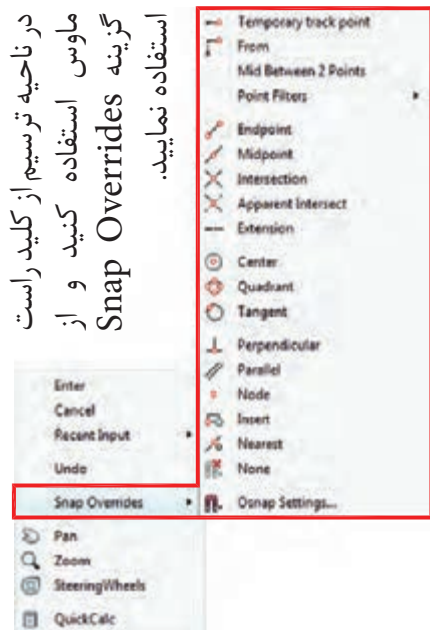 در ناحیه ترسیم از کلید راست
ماوس استفاده کنید و از
گزینه Snap Overrides
استفاده نمایید.
Temporary track point
From
Mid Between 2 Points
Point Filters
Endpoint
Midpoint
Intersection
Apparent Intersect
Extension
Center
Quadrant
Tangent
Perpendicular
Parallel
Node
Insert
Nearest
None
Osnap Settings...
Enter
Cancel
Recent Input
Undo
Snap Overrides
Pan
Zoom
SteeringWheels
QuickCalc